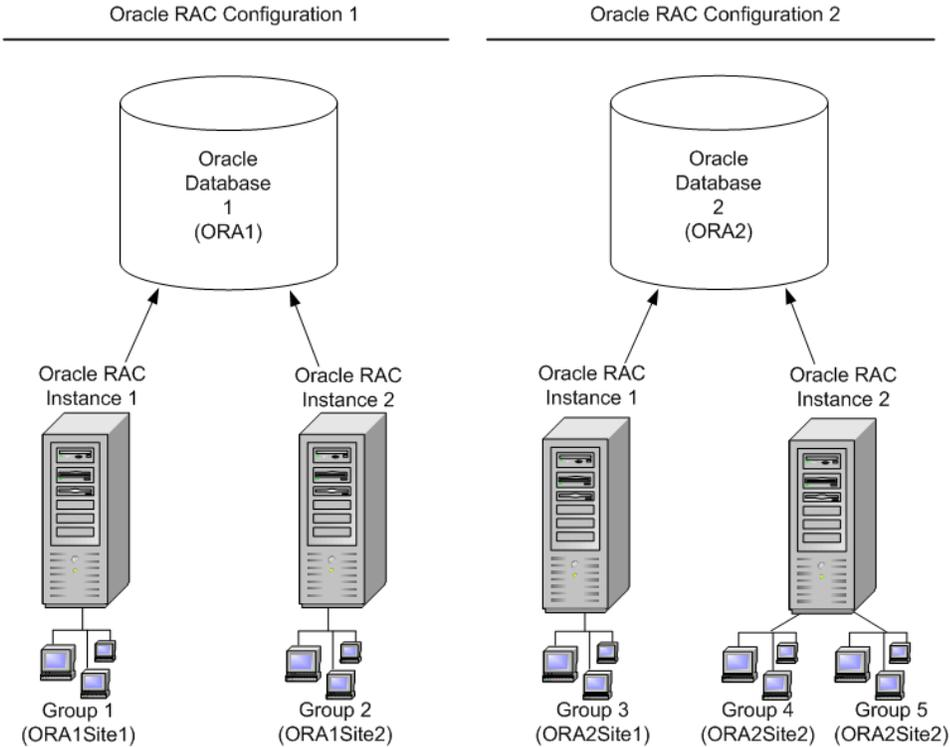 Oracle RAC Configuration 1
Oracle RAC Configuration 2
Oracle
Database
1
(ORA1)
Oracle
Database
2
(ORA2)
Oracle RAC
Instance 1
Oracle RAC
Instance 2
Oracle RAC
Instance 1
Oracle RAC
Instance 2
Group 1
(ORA1Site1)
Group 2
(ORA1Site2)
Group 3
(ORA2Site1)
Group 4
(ORA2Site2)
Group 5
(ORA2Site2)